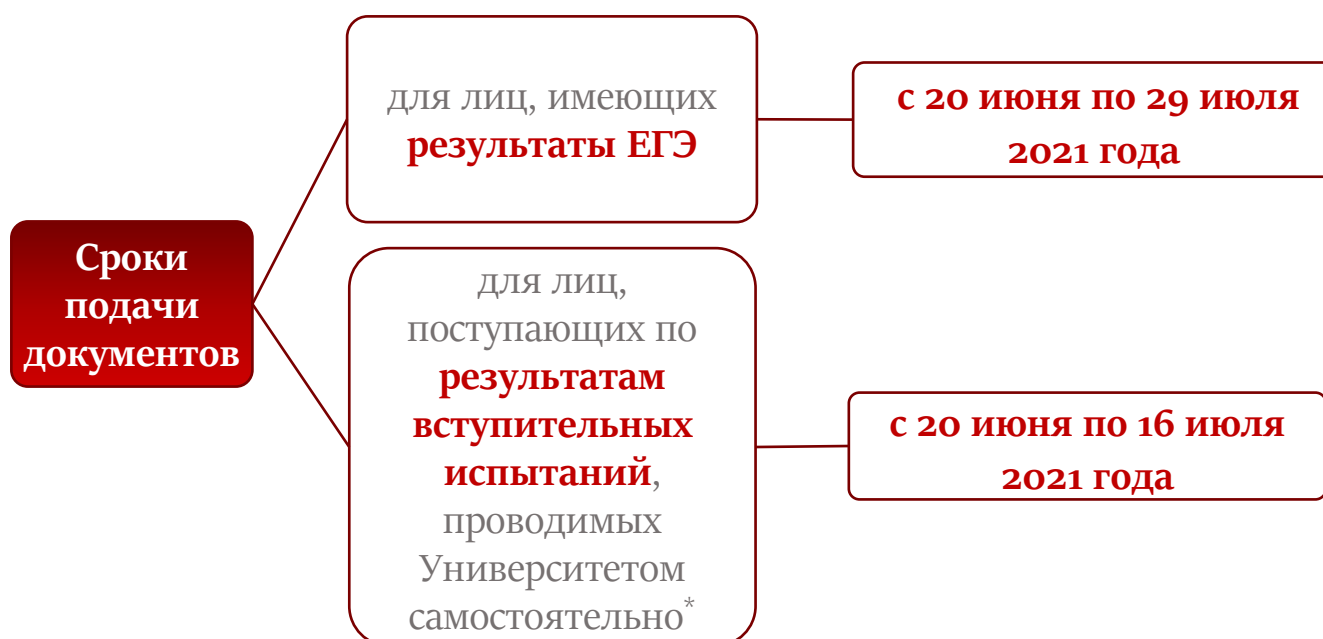 Сроки
подачи
документов
для лиц, имеющих
результаты ЕГЭ
с 20 июня по 29 июля
2021 года
для лиц,
поступающих по
результатам
вступительных
испытаний,
проводимых
Университетом
самостоятельно*
с 20 июня по 16 июля
2021 года